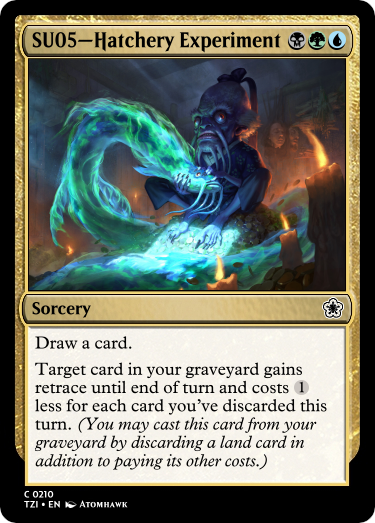 SU05—Hatchery Experiment
Sorcery
Draw a card.
Target card in your graveyard gains
retrace until end of turn and costs 1
less for each card you've discarded this
turn. (You may cast this card from your
graveyard by discarding a land card in
addition to paying its other costs.)
C 0210
TZI • EN Atomhawk